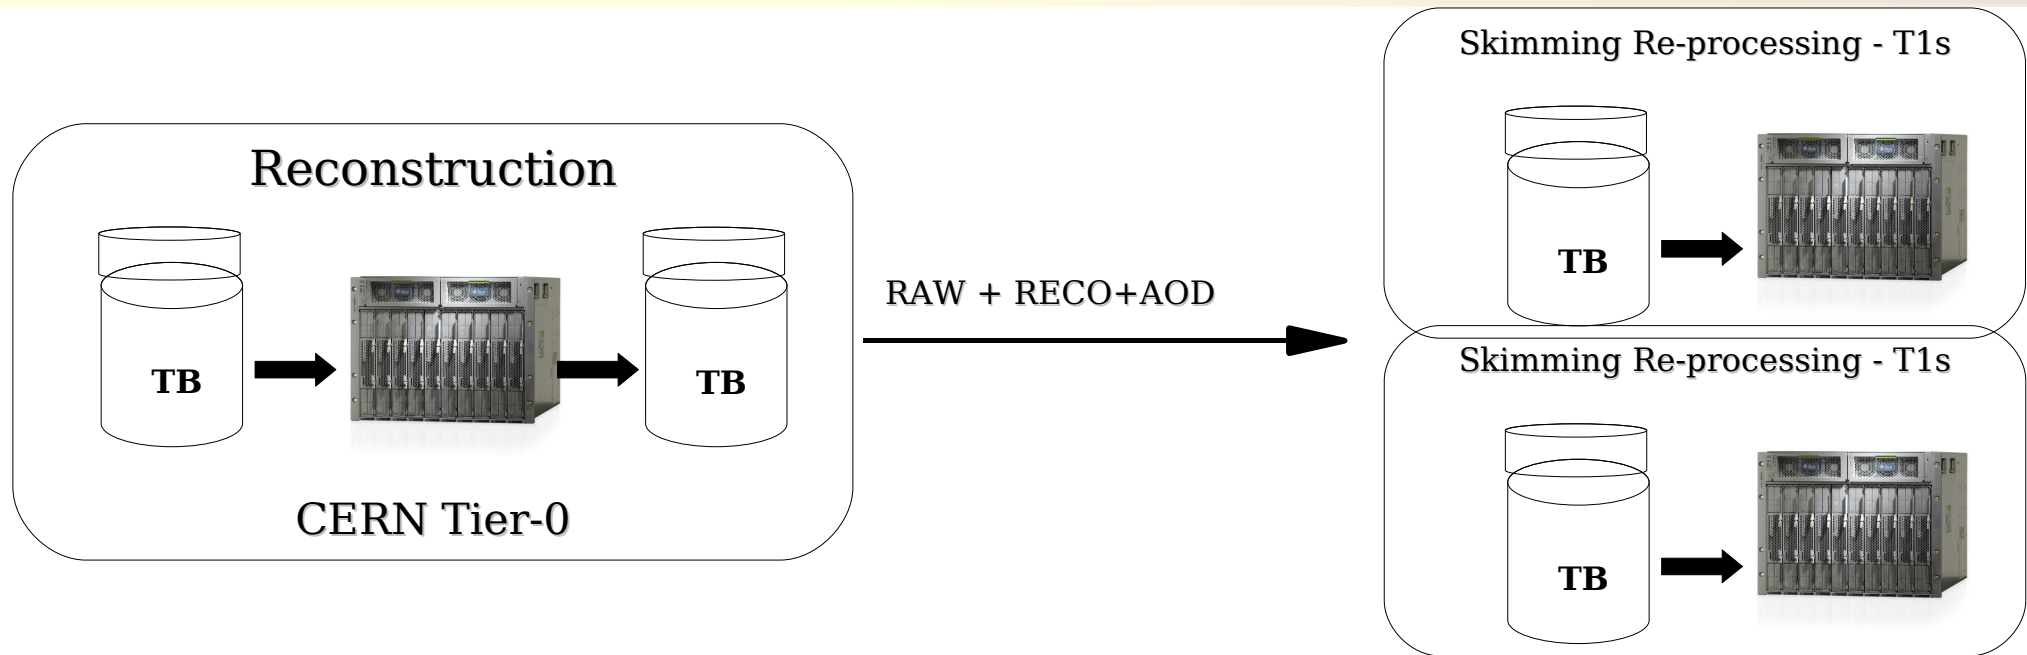 Reconstruction
TB
TB
CERN Tier-0
RAW + RECO+AOD
Skimming Re-processing - T1s
TB
Skimming Re-processing - T1s
TB